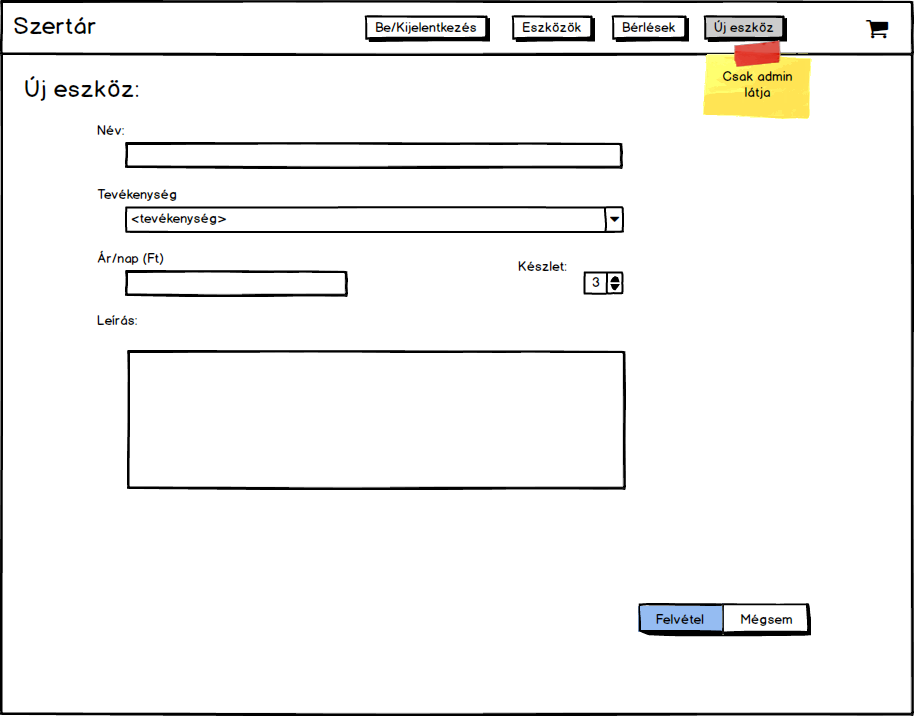 Szertár
Be/Kijelentkezés
Eszközök
Bérlések
Új eszköz
Csak admin
látja
Új eszköz:
Név:
Tevékenység
<tevékenység>
Ár/nap (Ft)
Készlet:
3
Leírás:
Felvétel
Mégsem